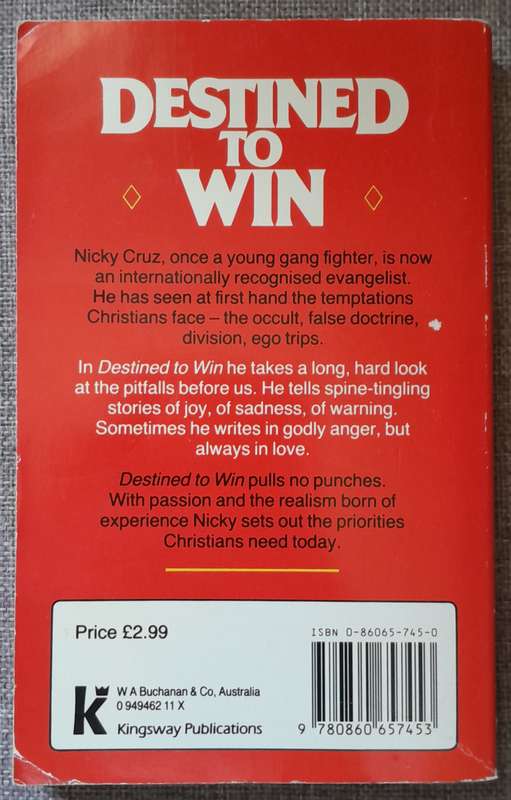 DESTINED
TO
WIN
Nicky Cruz, once a young gang fighter, is now
an internationally recognised evangelist.
He has seen at first hand the temptations
Christians face – the occult, false doctrine,
division, ego trips.
In Destined to Win he takes a long, hard look
at the pitfalls before us. He tells spine-tingling
stories of joy, of sadness, of warning.
Sometimes he writes in godly anger, but
always in love.
Destined to Win pulls no punches.
With passion and the realism born of
experience Nicky sets out the priorities
Christians need today.
Price £2.99
K
W A Buchanan & Co, Australia
0 949462 11 X
Kingsway Publications
ISBN 0-86065-745-0
9 780860 657453